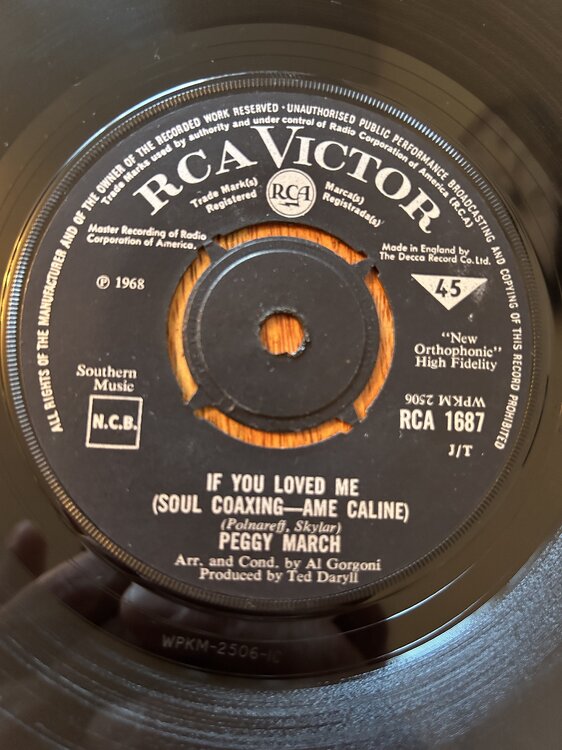 ALL RIGHTS OF THE MANUFACTURER AND OF THE OWNER OF THE RECORDED WORK RESERVED · UNAUTHORISED PUBLIC PERFORMANCE BROADCASTING AND COPYING OF THIS RECORD PROHIBITED
Trade Marks used by authority and under control of Radio Corporation of America (R.C.A.)
RCA VICTOR
Trade Mark(s)
Registered
RCA
Marca(s)
Registrada(s)
Master Recording of Radio
Corporation of America.
Made in England by
The Decca Record Co. Ltd.
℗ 1968
45
"New
Orthophonic"
High Fidelity
Southern
Music
N.C.B.
WPKM 2506
RCA 1687
J/T
IF YOU LOVED ME
(SOUL COAXING—AME CALINE)
(Polnareff, Skylar)
PEGGY MARCH
Arr. and Cond. by Al Gorgoni
Produced by Ted Daryll
WPKM-2506-1C